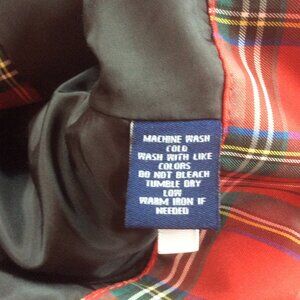 MACHINE WASH
COLD
WASH WITH LIKE
COLORS
DO NOT BLEACH
TUMBLE DRY
LOW
WARM IRON IF
NEEDED